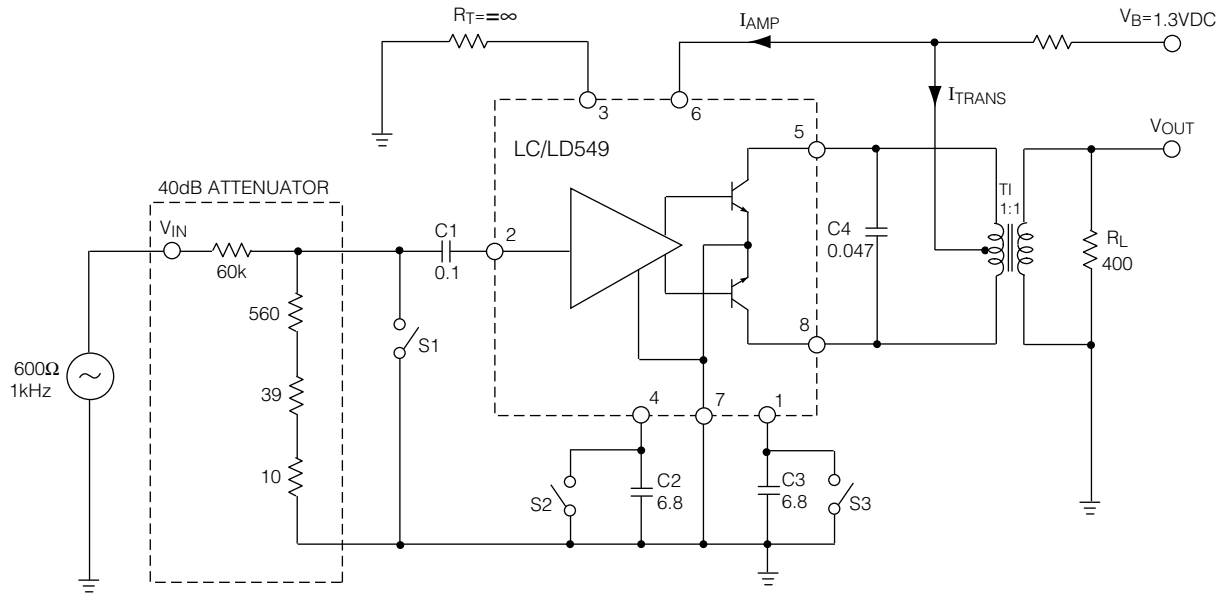 RT==∞
IAMP
VB=1.3VDC
ITRANS
3
6
LC/LD549
5
VOUT
40dB ATTENUATOR
VIN
60k
C1
0.1
2
C4
0.047
TI
1:1
RL
400
560
S1
8
600Ω
1kHz
39
4
7
1
10
S2
C2
6.8
C3
6.8
S3